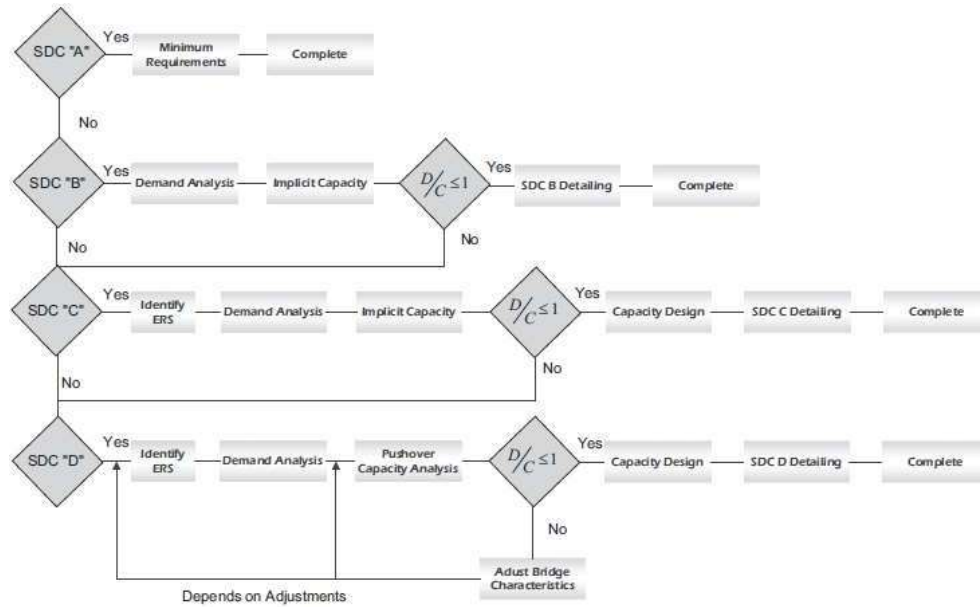 SDC "A"
Yes
Minimum
Requirements
Complete
No
SDC "B"
Yes
Demand Analysis
Implicit Capacity
D/C ≤ 1
Yes
SDC B Detailing
Complete
No
No
SDC "C"
Yes
Identify
ERS
Demand Analysis
Implicit Capacity
D/C ≤ 1
Yes
Capacity Design
SDC C Detailing
Complete
No
No
SDC "D"
Yes
Identify
ERS
Demand Analysis
Pushover
Capacity Analysis
D/C ≤ 1
Yes
Capacity Design
SDC D Detailing
Complete
No
Adust Bridge
Characteristics
Depends on Adjustments